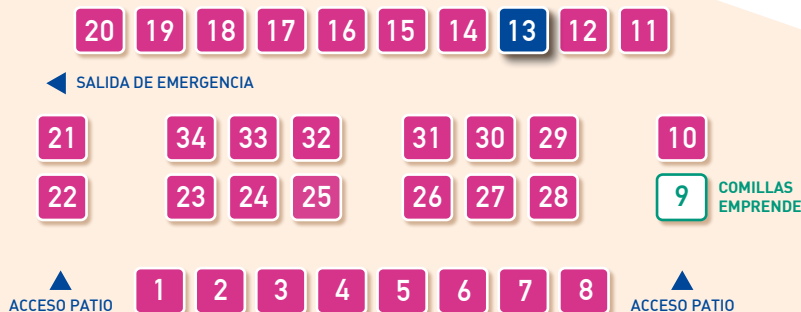 20 19 18 17 16 15 14 13 12 11
SALIDA DE EMERGENCIA
21 34 33 32 31 30 29 10
22 23 24 25 26 27 28 9
COMILLAS
EMPRENDE
1 2 3 4 5 6 7 8
ACCESO PATIO
ACCESO PATIO